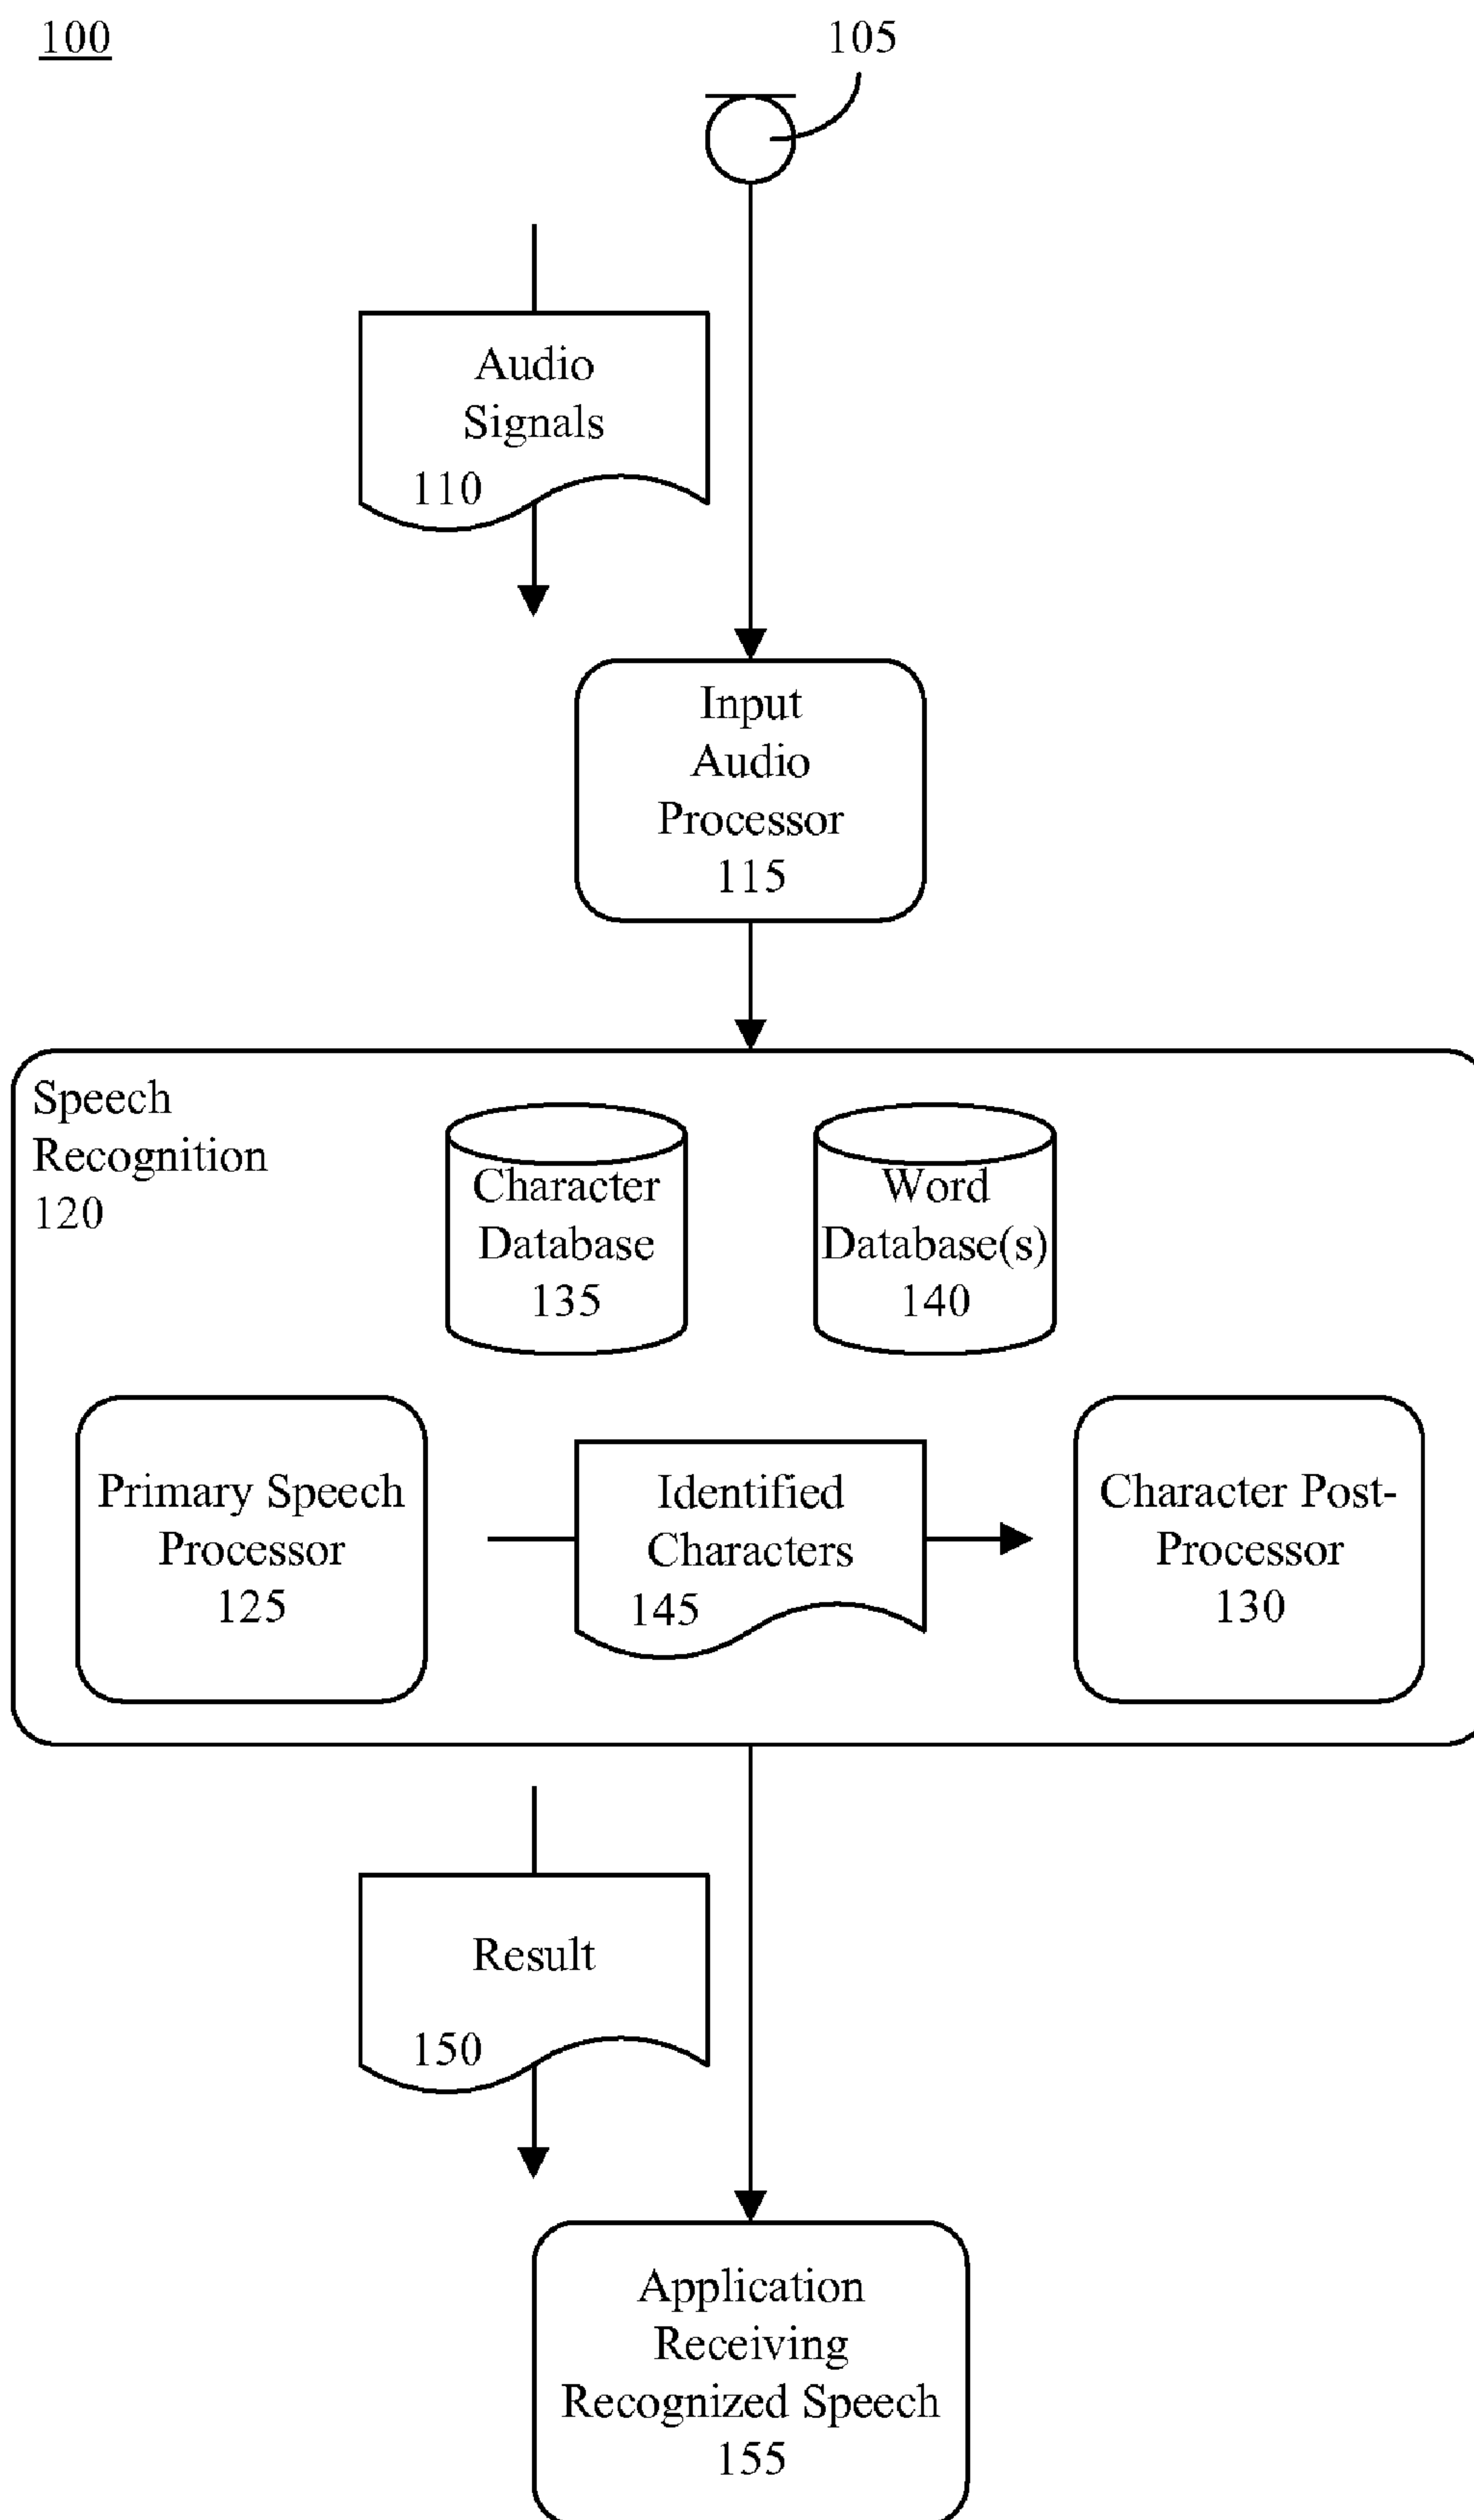 100
105
Audio
Signals
110
Input
Audio
Processor
115
Speech
Recognition
120
Character
Database
135
Word
Database(s)
140
Primary Speech
Processor
125
Identified
Characters
145
Character Post-
Processor
130
Result
150
Application
Receiving
Recognized Speech
155